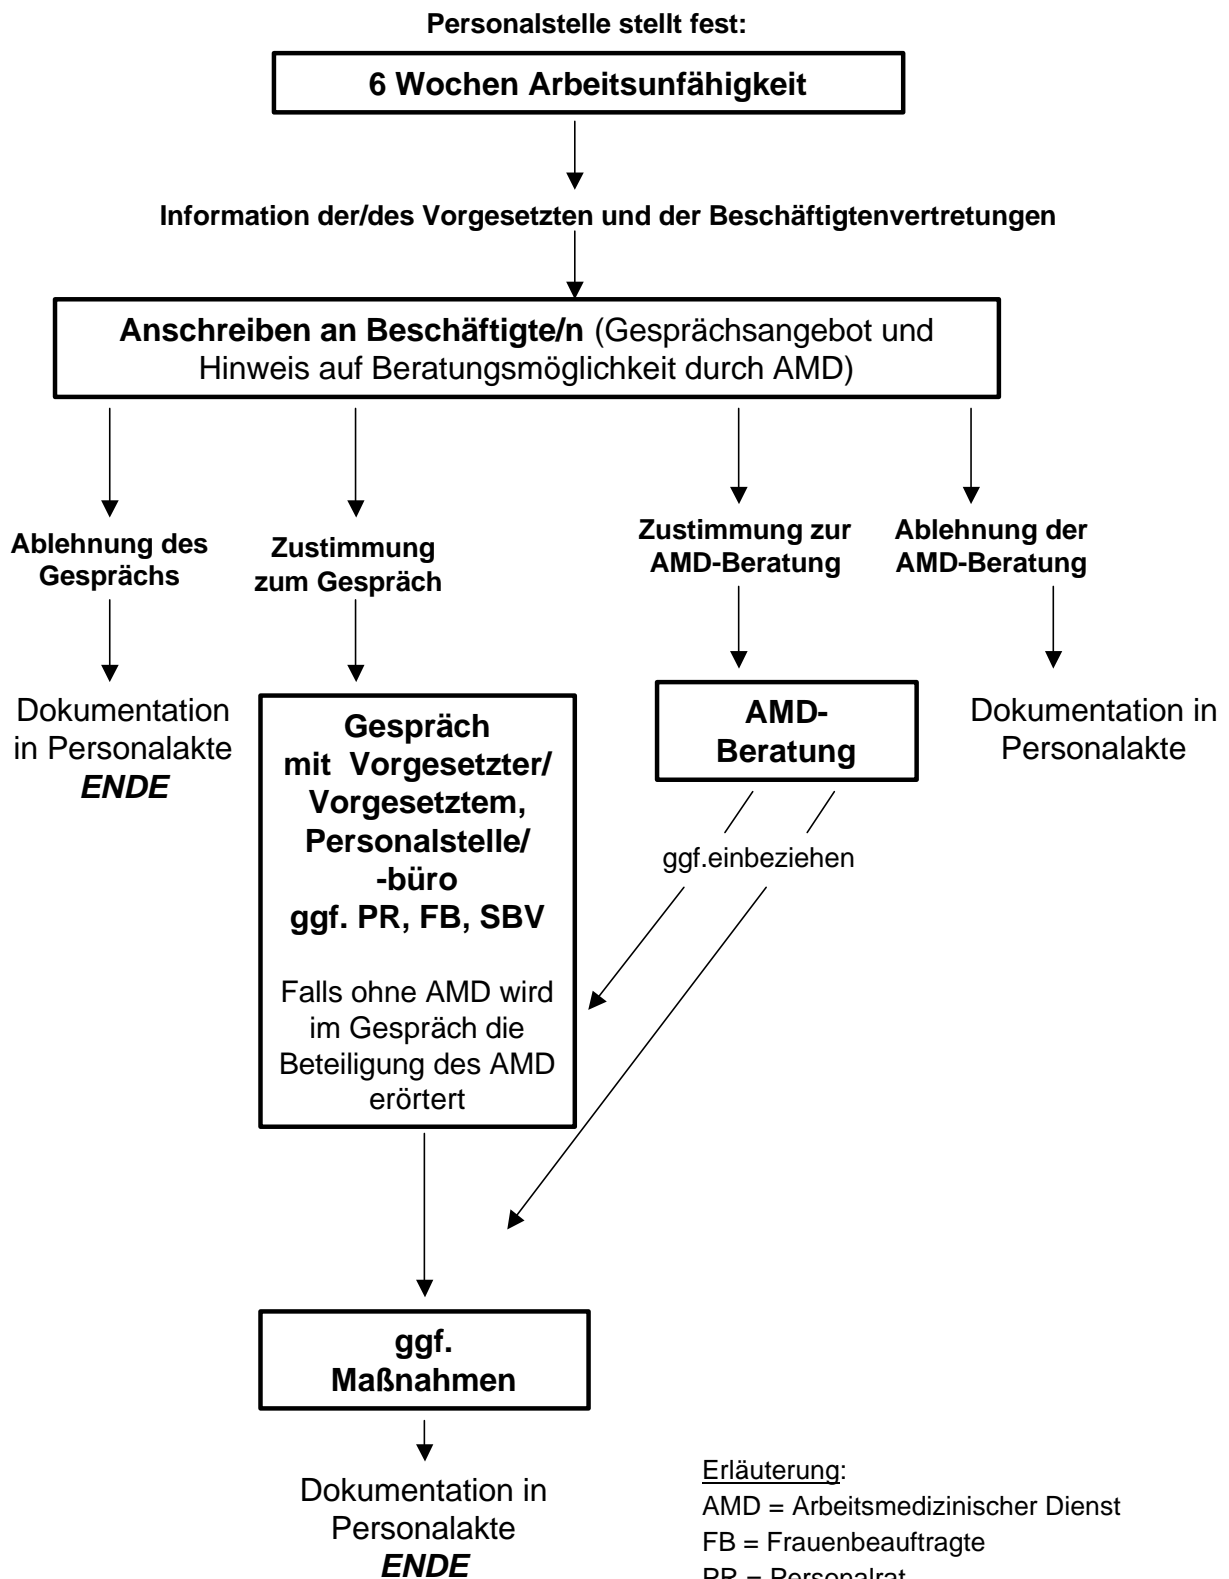 Personalstelle stellt fest:
6 Wochen Arbeitsunfähigkeit
Information der/des Vorgesetzten und der Beschäftigtenvertretungen
Anschreiben an Beschäftigte/n (Gesprächsangebot und
Hinweis auf Beratungsmöglichkeit durch AMD)
Ablehnung des
Gesprächs
Zustimmung
zum Gespräch
Zustimmung zur
AMD-Beratung
Ablehnung der
AMD-Beratung
Dokumentation
in Personalakte
ENDE
Gespräch
mit Vorgesetzter/
Vorgesetztem,
Personalstelle/
-büro
ggf. PR, FB, SBV
Falls ohne AMD wird
im Gespräch die
Beteiligung des AMD
erörtert
AMD-
Beratung
Dokumentation in
Personalakte
ggf.einbeziehen
ggf.
Maßnahmen
Dokumentation in
Personalakte
ENDE
Erläuterung:
AMD = Arbeitsmedizinischer Dienst
FB = Frauenbeauftragte
PR = Personalrat